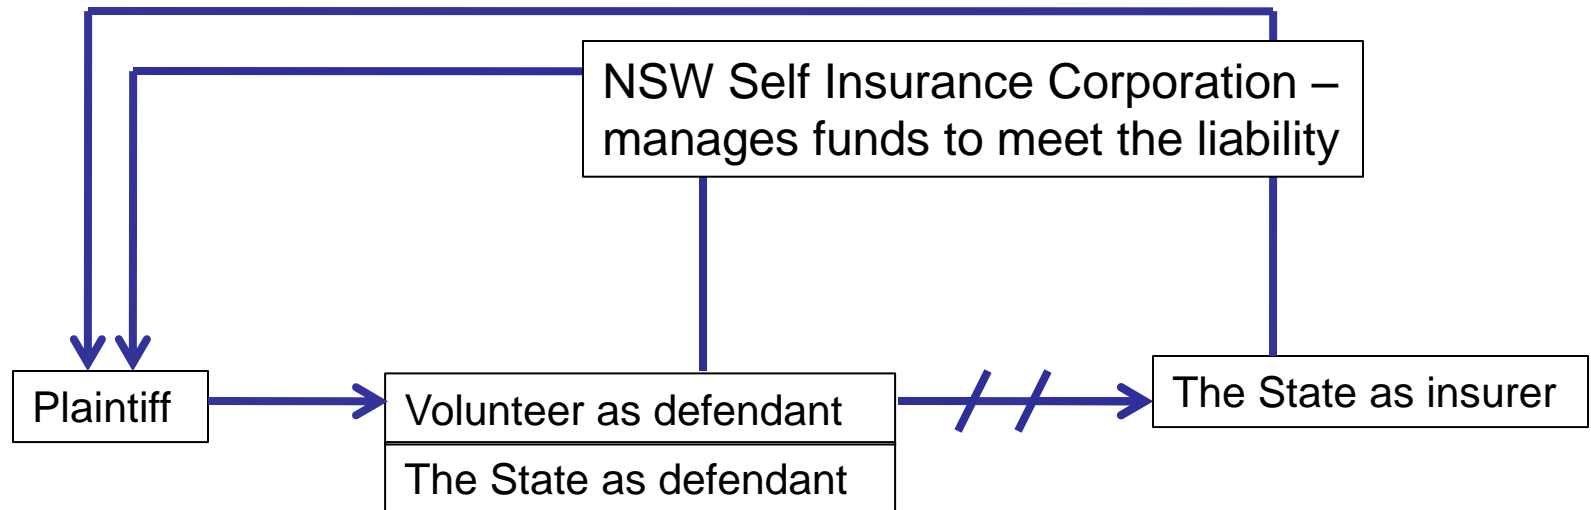 NSW Self Insurance Corporation –
manages funds to meet the liability
Plaintiff
Volunteer as defendant
The State as defendant
The State as insurer